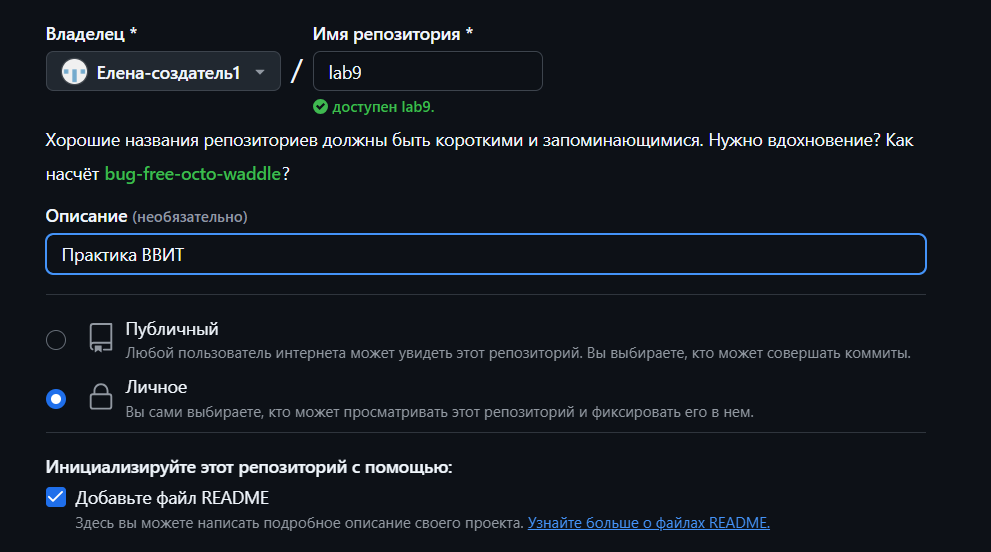 Владелец * Имя репозитория *
Елена-создатель1 / lab9
доступен lab9.
Хорошие названия репозиториев должны быть короткими и запоминающимися. Нужно вдохновение? Как
насчёт bug-free-octo-waddle?
Описание (необязательно)
Практика ВВИТ
Публичный
Любой пользователь интернета может увидеть этот репозиторий. Вы выбираете, кто может совершать коммиты.
Личное
Вы сами выбираете, кто может просматривать этот репозиторий и фиксировать его в нем.
Инициализируйте этот репозиторий с помощью:
Добавьте файл README
Здесь вы можете написать подробное описание своего проекта. Узнайте больше о файлах README.